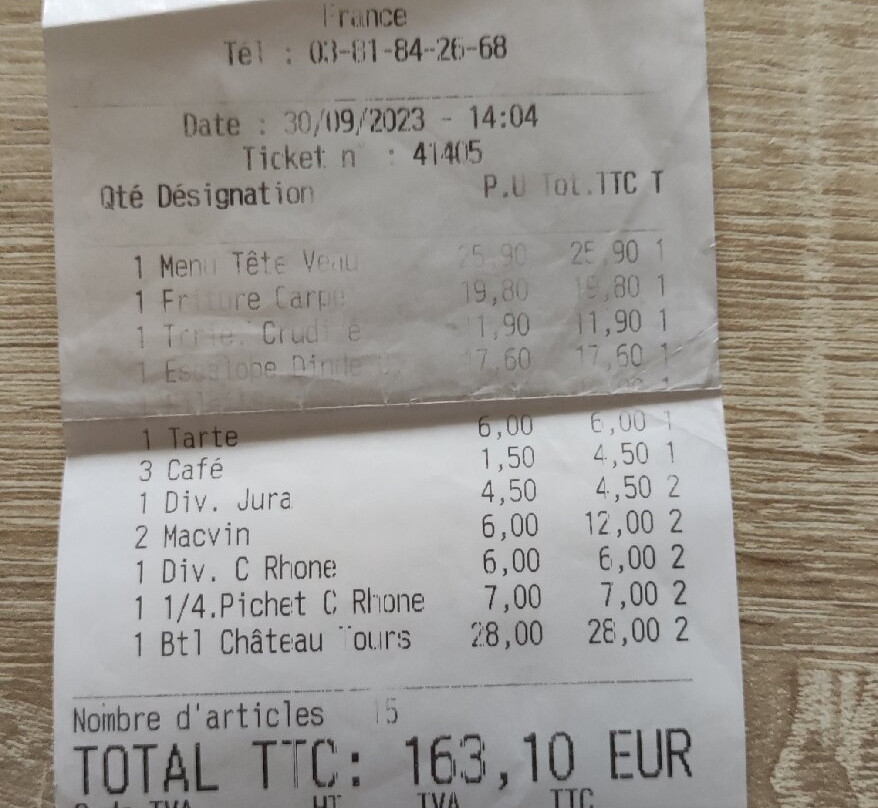 France
Tél : 03-81-84-26-68
Date : 30/09/2023 - 14:04
Ticket n° : 41405
Qté Désignation P.U Tot.TTC T
1 Menu Tête Veau 25,90 25,90 1
1 Friture Carpe 19,80 19,80 1
1 Crudité 11,90 11,90 1
1 Escalope Dinde 17,60 17,60 1
1 Tarte 6,00 6,00 1
3 Café 1,50 4,50 1
1 Div. Jura 4,50 4,50 2
2 Macvin 6,00 12,00 2
1 Div. C Rhone 6,00 6,00 2
1 1/4.Pichet C Rhone 7,00 7,00 2
1 Btl Château Tours 28,00 28,00 2
Nombre d'articles 15
TOTAL TTC: 163,10 EUR
HT TVA TTC